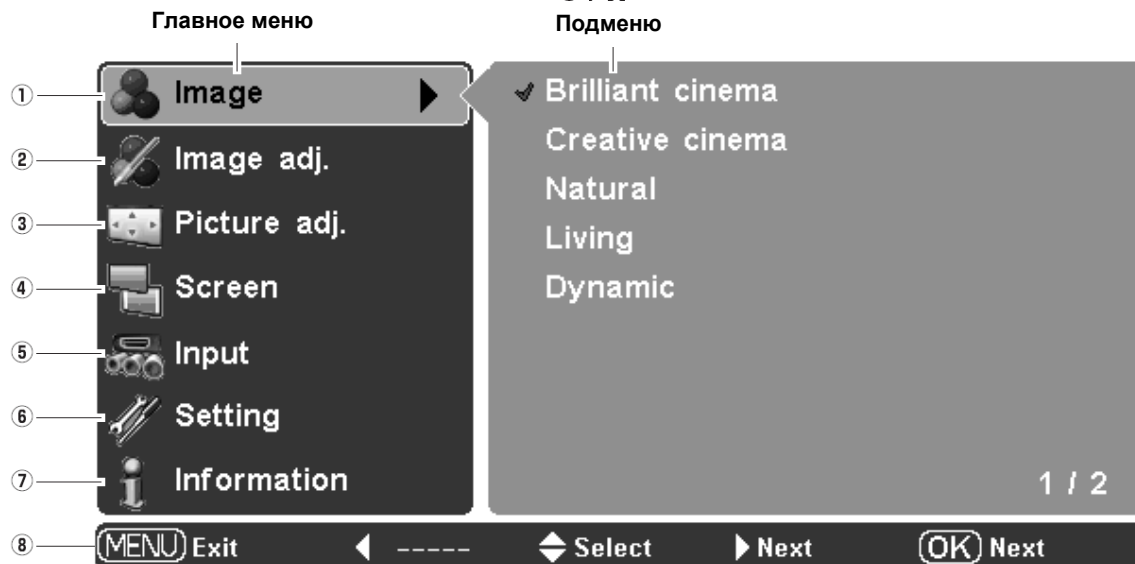 Главное меню
Подменю
① Image
② Image adj.
③ Picture adj.
④ Screen
⑤ Input
⑥ Setting
⑦ Information
Brilliant cinema
Creative cinema
Natural
Living
Dynamic
1 / 2
⑧ MENU Exit ----- Select Next OK Next